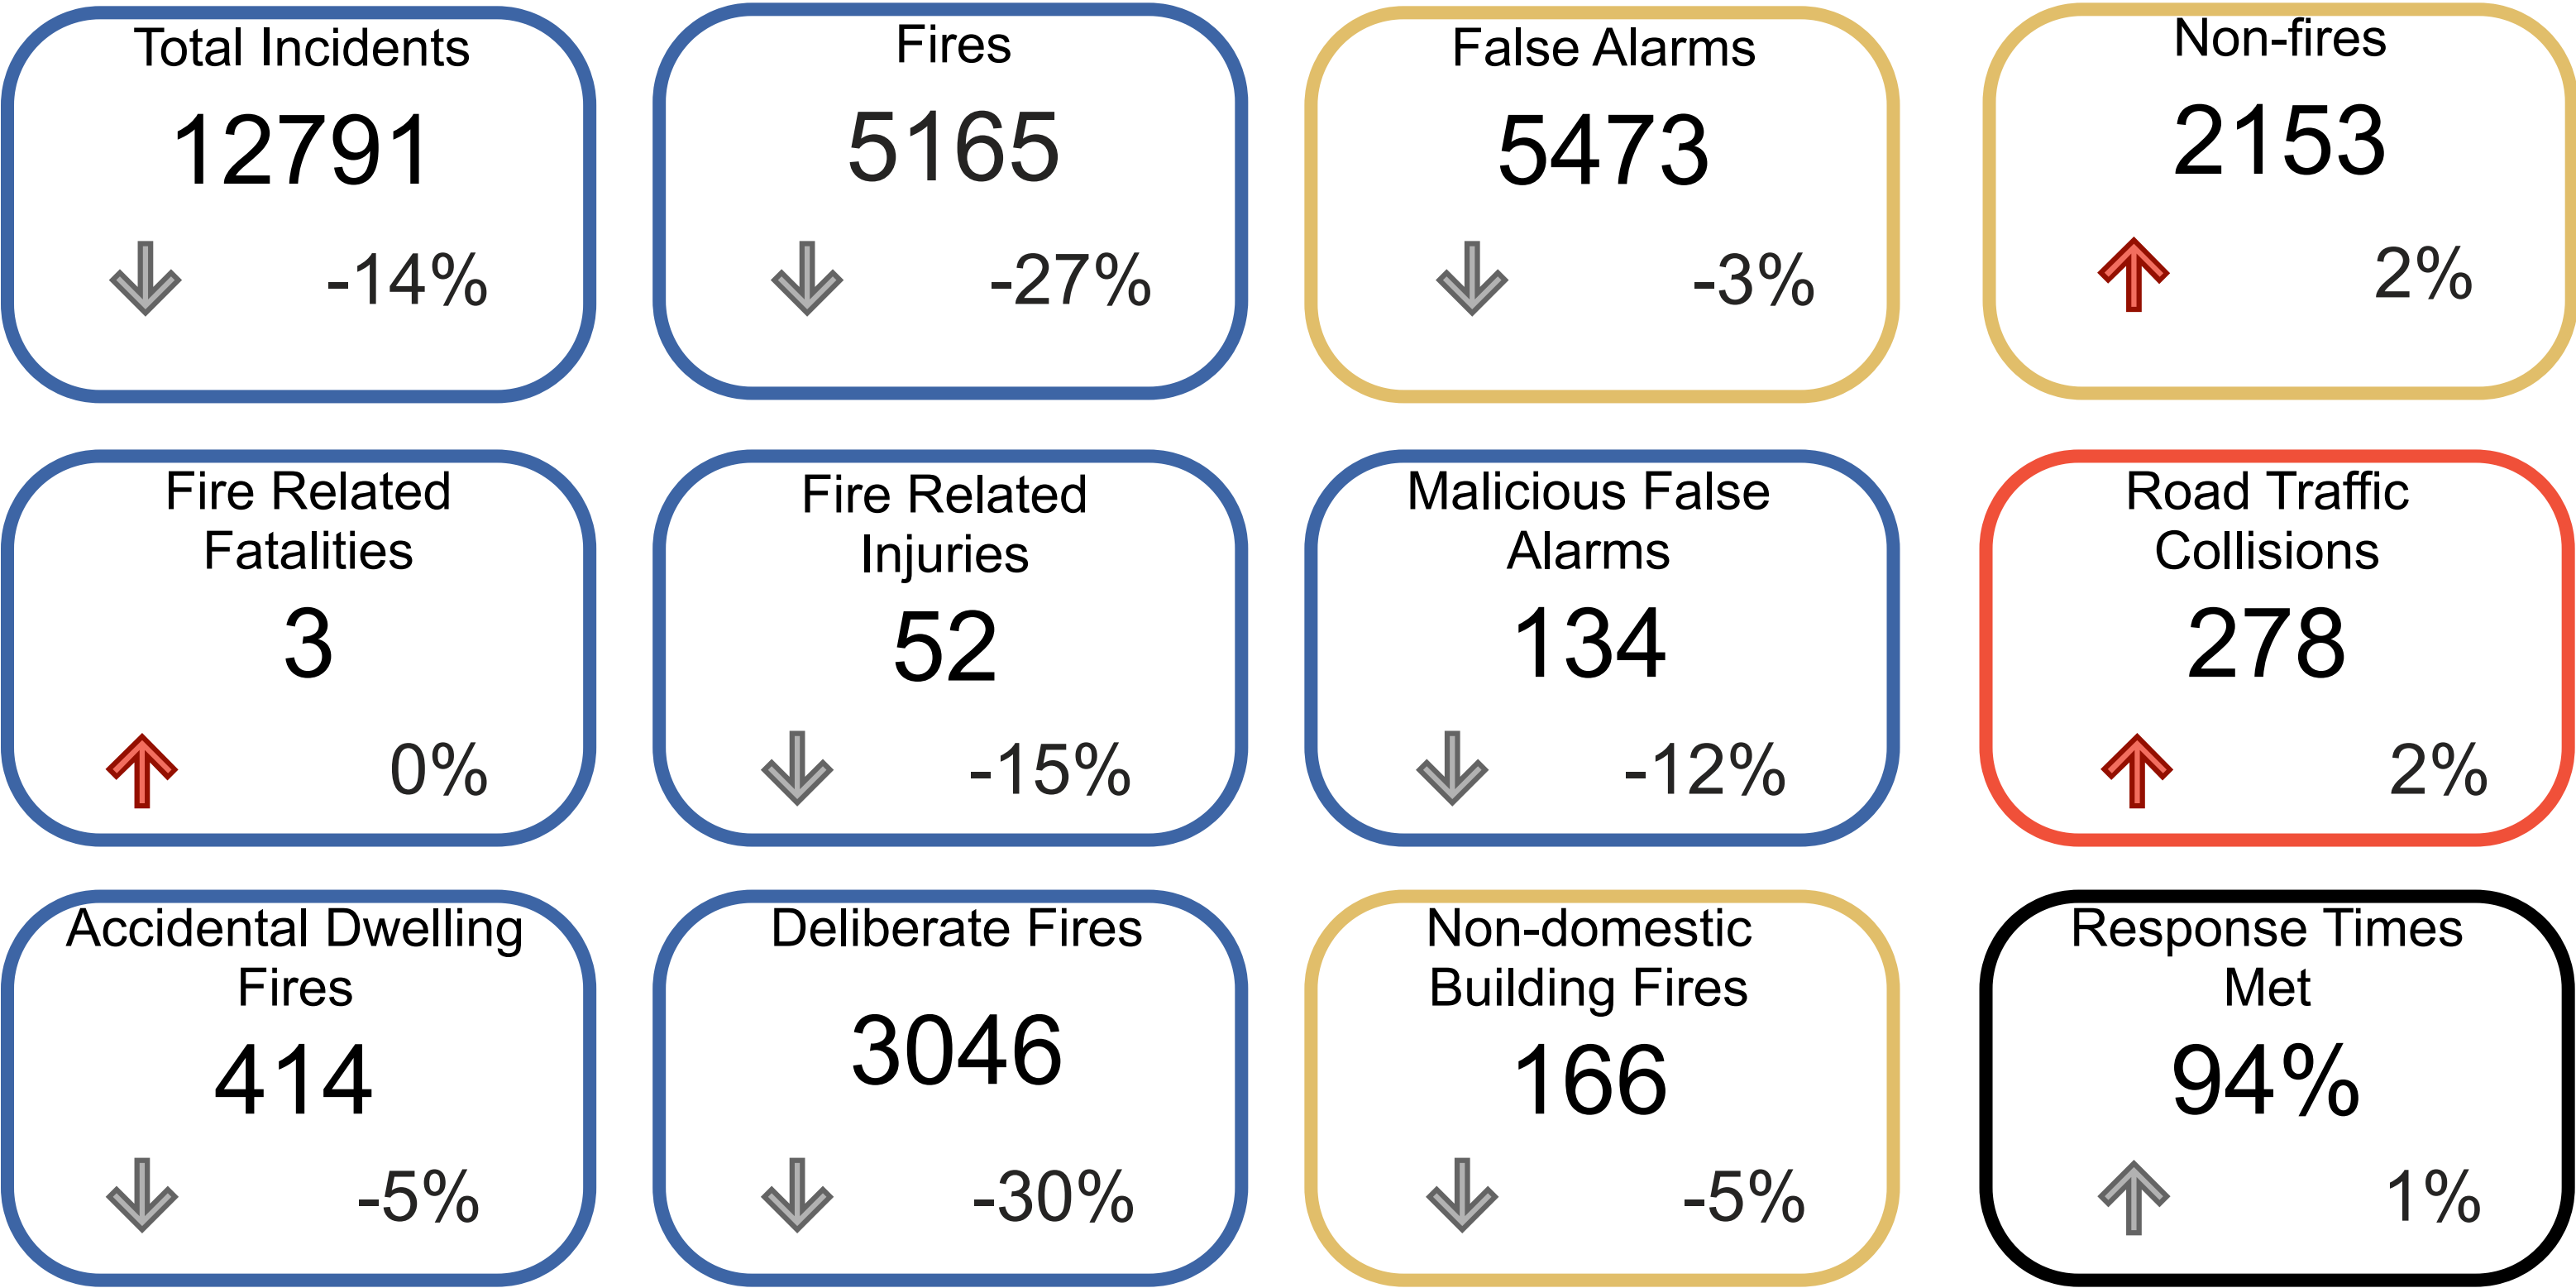 Total Incidents
12791
-14%
Fires
5165
-27%
False Alarms
5473
-3%
Non-fires
2153
2%
Fire Related
Fatalities
3
0%
Fire Related
Injuries
52
-15%
Malicious False
Alarms
134
-12%
Road Traffic
Collisions
278
2%
Accidental Dwelling
Fires
414
-5%
Deliberate Fires
3046
-30%
Non-domestic
Building Fires
166
-5%
Response Times
Met
94%
1%